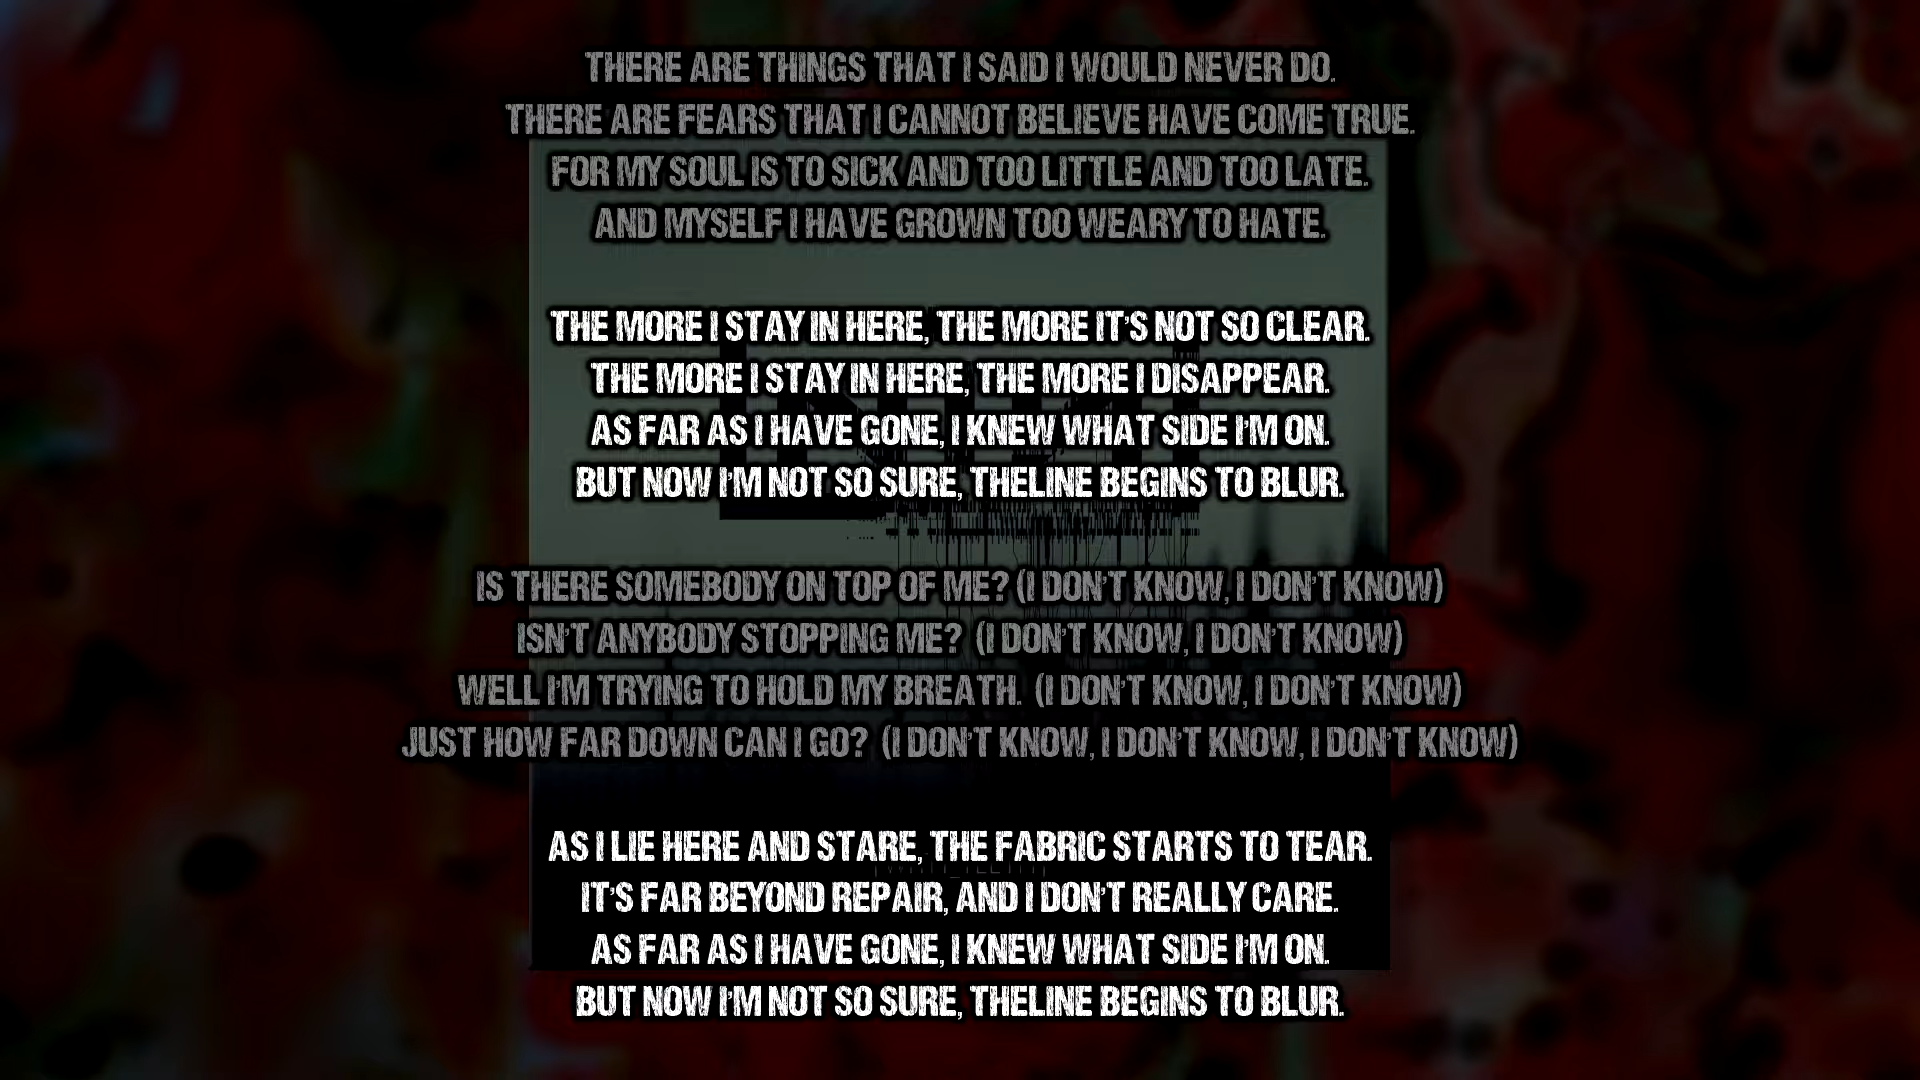 THERE ARE THINGS THAT I SAID I WOULD NEVER DO.
THERE ARE FEARS THAT I CANNOT BELIEVE HAVE COME TRUE.
FOR MY SOUL IS TO SICK AND TOO LITTLE AND TOO LATE.
AND MYSELF I HAVE GROWN TOO WEARY TO HATE.
THE MORE I STAY IN HERE, THE MORE IT'S NOT SO CLEAR.
THE MORE I STAY IN HERE, THE MORE I DISAPPEAR.
AS FAR AS I HAVE GONE, I KNEW WHAT SIDE I'M ON.
BUT NOW I'M NOT SO SURE, THELINE BEGINS TO BLUR.
IS THERE SOMEBODY ON TOP OF ME? (I DON'T KNOW, I DON'T KNOW)
ISN'T ANYBODY STOPPING ME? (I DON'T KNOW, I DON'T KNOW)
WELL I'M TRYING TO HOLD MY BREATH. (I DON'T KNOW, I DON'T KNOW)
JUST HOW FAR DOWN CAN I GO? (I DON'T KNOW, I DON'T KNOW, I DON'T KNOW)
AS I LIE HERE AND STARE, THE FABRIC STARTS TO TEAR.
IT'S FAR BEYOND REPAIR, AND I DON'T REALLY CARE.
AS FAR AS I HAVE GONE, I KNEW WHAT SIDE I'M ON.
BUT NOW I'M NOT SO SURE, THELINE BEGINS TO BLUR.